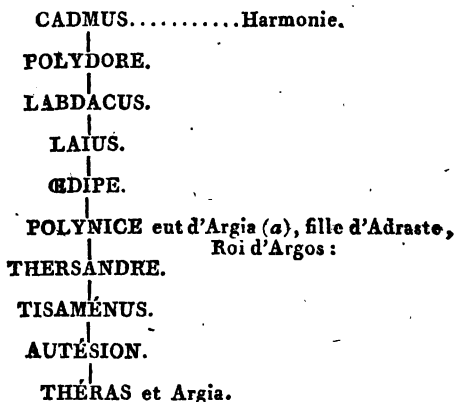 CADMUS...........Harmonie.
POLYDORE.
LABDACUS.
LAIUS.
ŒDIPE.
POLYNICE eut d'Argia (a), fille d'Adraste,
Roi d'Argos :
THERSANDRE.
TISAMÉNUS.
AUTÉSION.
THÉRAS et Argia.